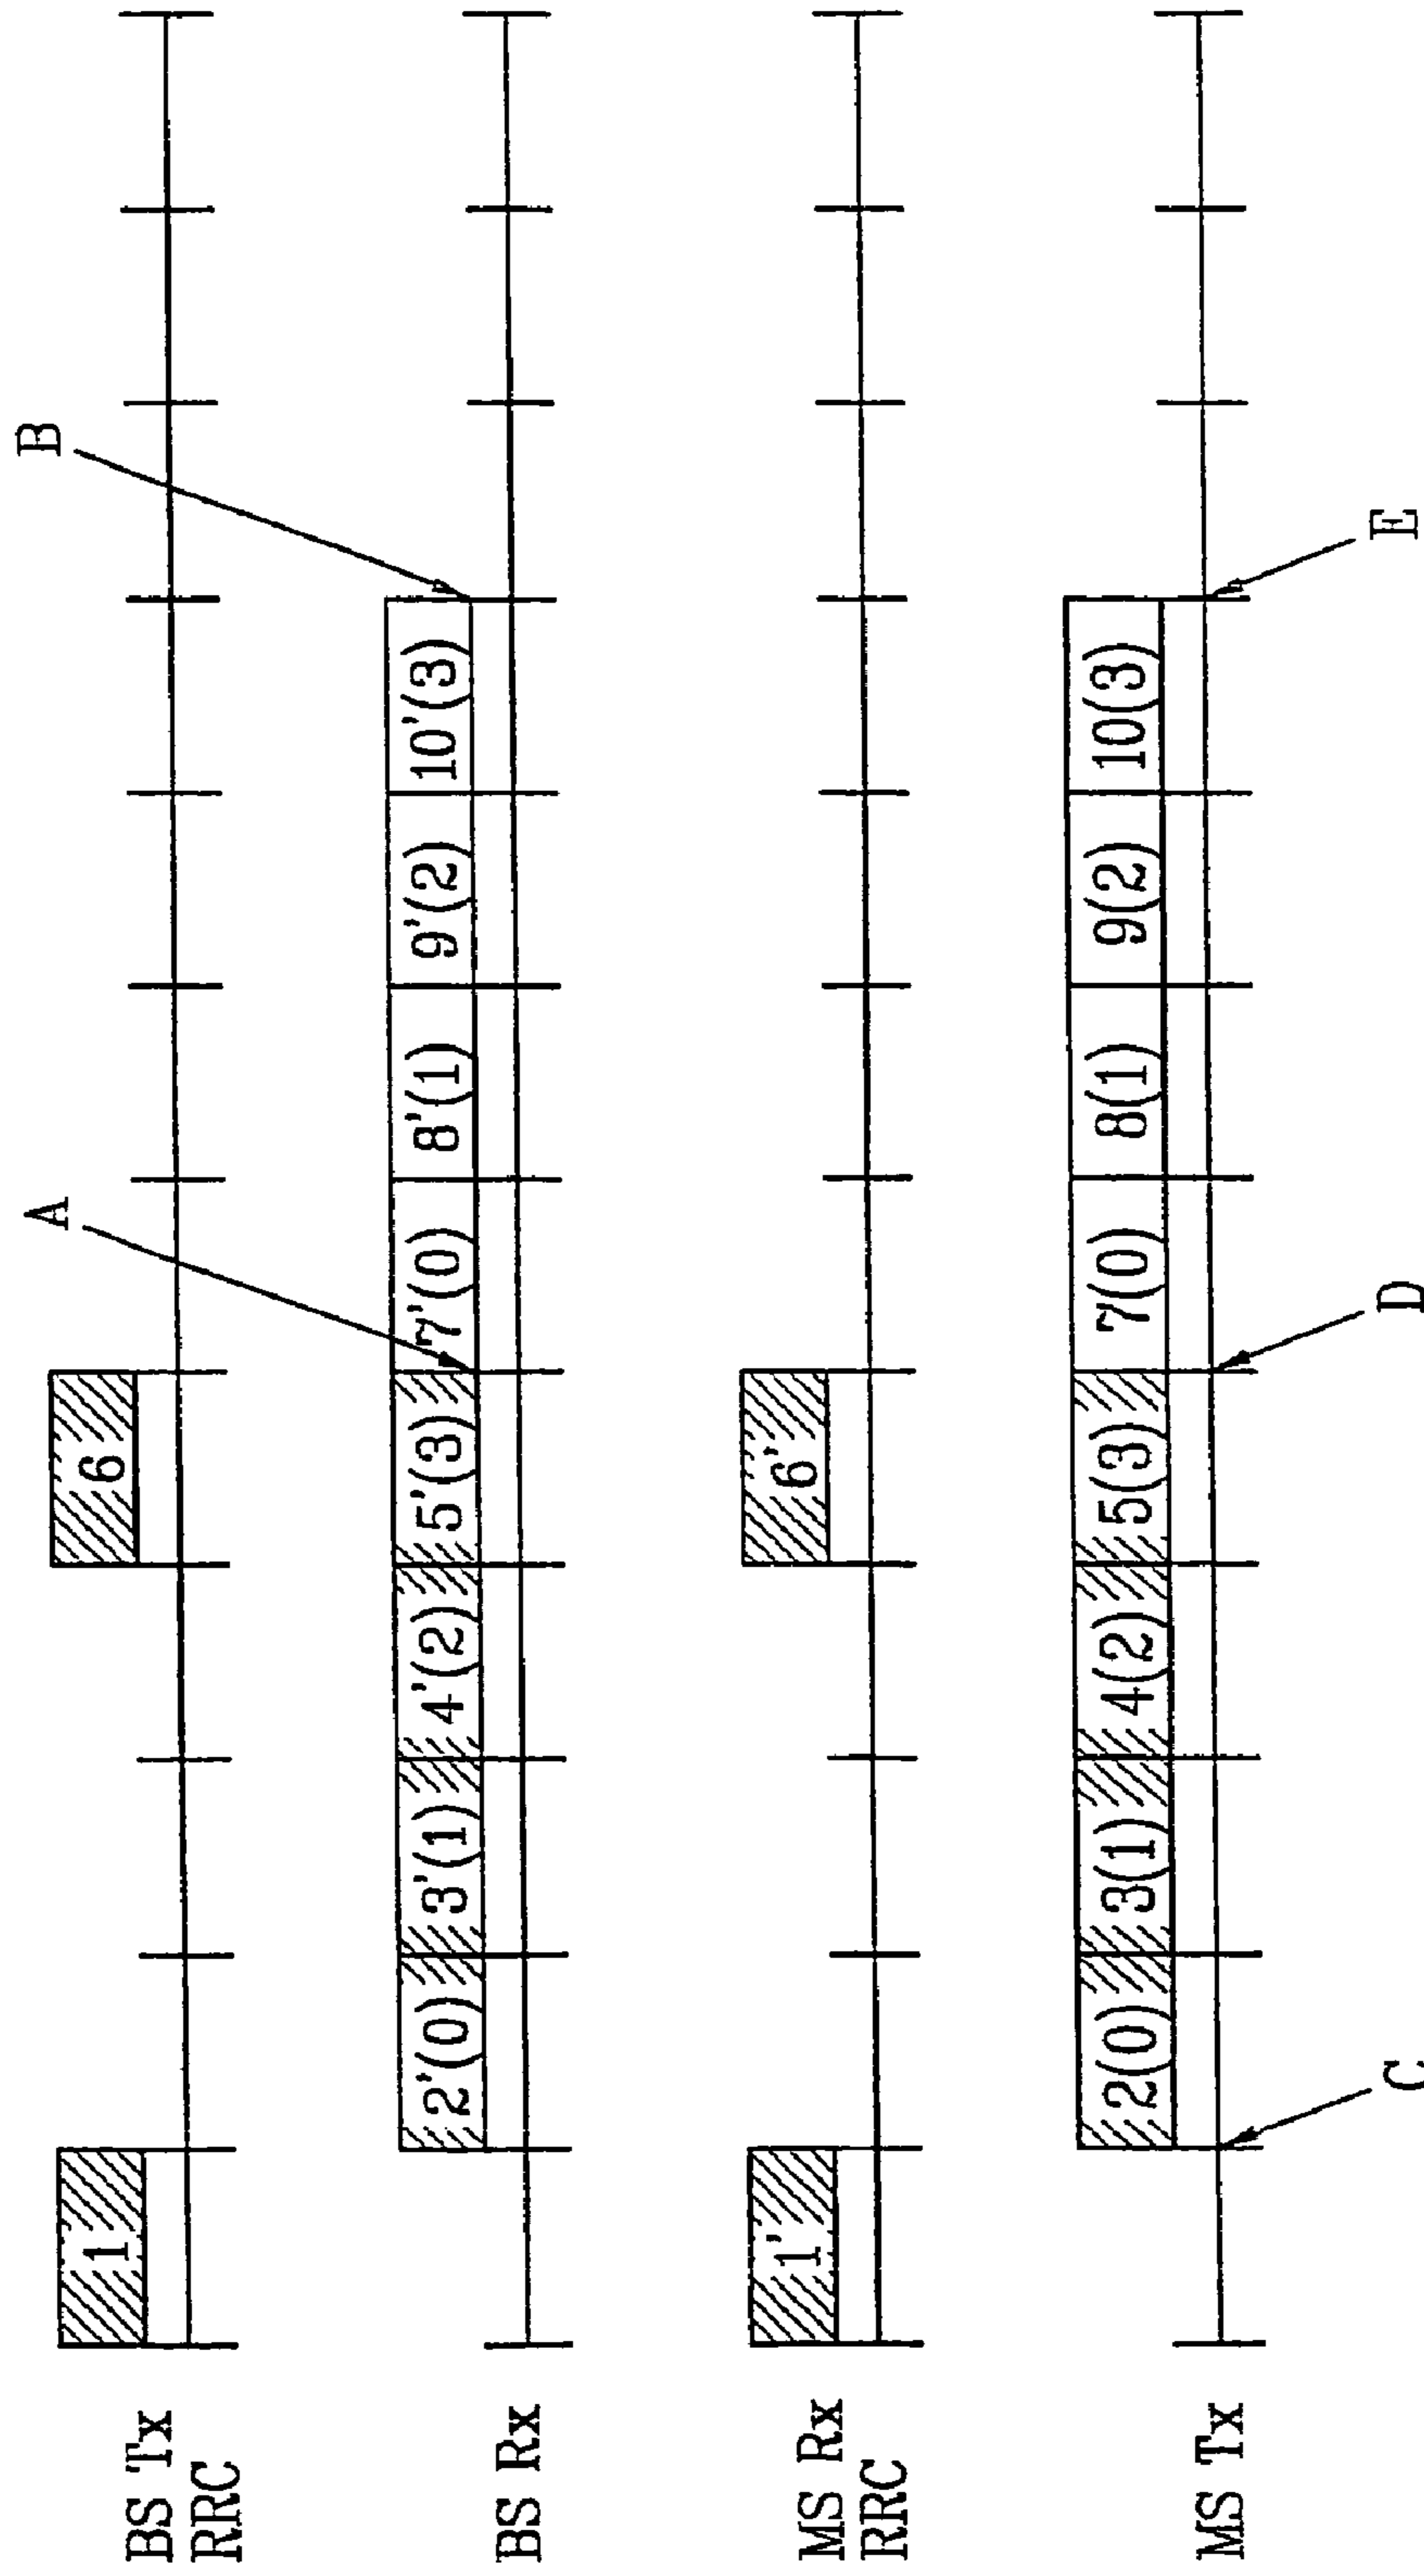 A
B
BS Tx
RRC
1
6
BS Rx
2'(0) 3'(1) 4'(2) 5'(3) 7'(0) 8'(1) 9'(2) 10'(3)
MS Rx
RRC
1'
6'
MS Tx
2(0) 3(1) 4(2) 5(3) 7(0) 8(1) 9(2) 10(3)
C
D
E